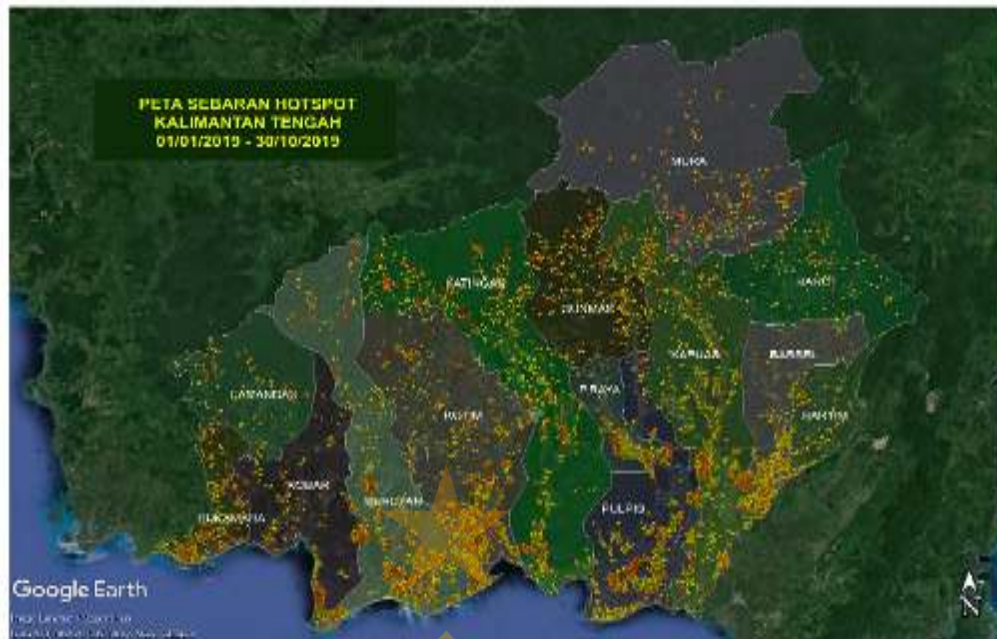 PETA SEBARAN HOTSPOT
KALIMANTAN TENGAH
01/01/2019 - 30/10/2019
MURA
KATINGAN
GUNMAS
BARUT
KAPUAS
BARSEL
LAMANDAU
P.RAYA
KOTIM
BARTIM
KOBAR
SERUYAN
SUKAMARA
PULPIS
Google Earth
N